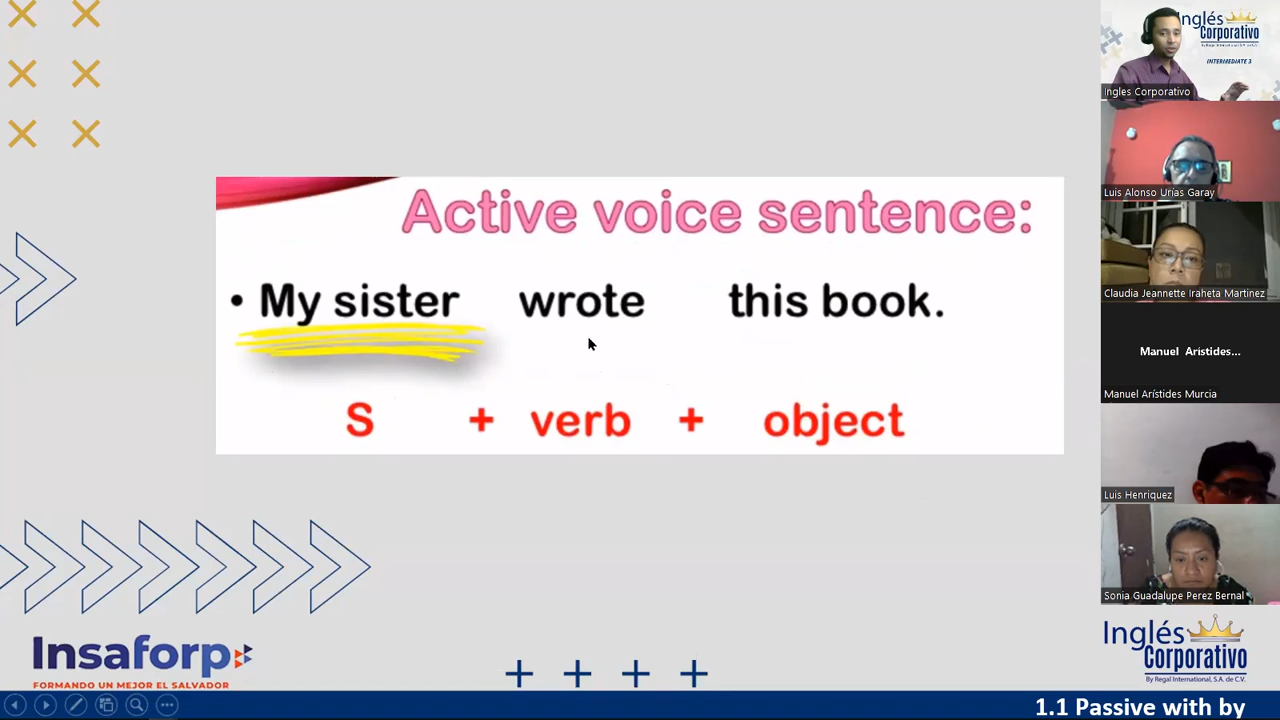 Active voice sentence:
• My sister wrote this book.
S + verb + object
Insaforp
FORMANDO UN MEJOR EL SALVADOR
1.1 Passive with by
Inglés
Corporativo
By Regal International, S.A. de C.V.
Inglés
Corporativo
INTERMEDIATE 3
Ingles Corporativo
Luis Alonso Urias Garay
Claudia Jeannette Iraheta Martinez
Manuel Aristides...
Manuel Arístides Murcia
Luis Henriquez
Sonia Guadalupe Perez Bernal